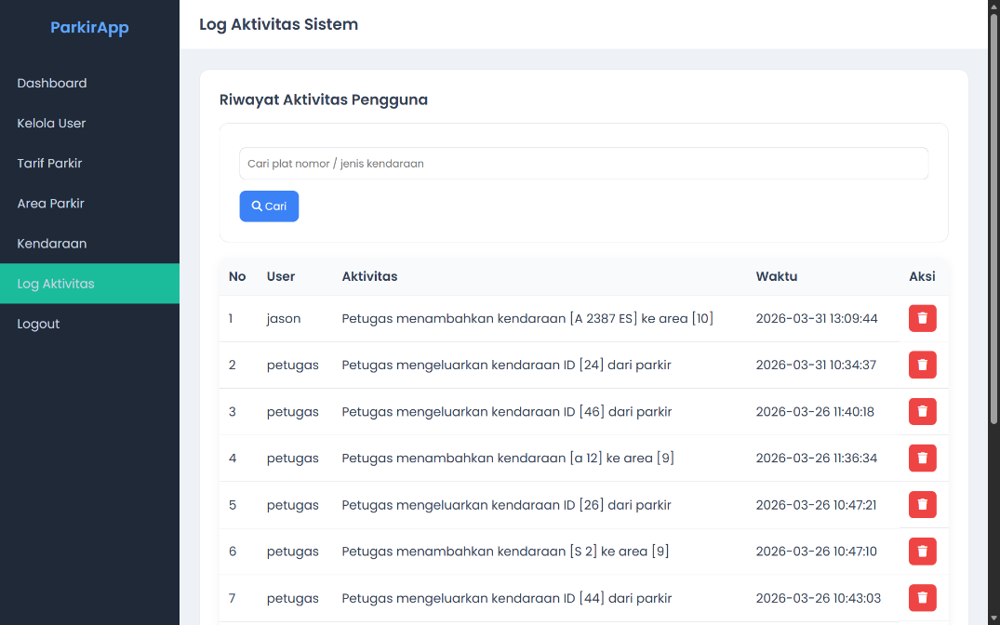 ParkirApp
Dashboard
Kelola User
Tarif Parkir
Area Parkir
Kendaraan
Log Aktivitas
Logout
Log Aktivitas Sistem
Riwayat Aktivitas Pengguna
Cari plat nomor / jenis kendaraan
Cari
No User Aktivitas Waktu Aksi
1 jason Petugas menambahkan kendaraan [A 2387 ES] ke area [10] 2026-03-31 13:09:44
2 petugas Petugas mengeluarkan kendaraan ID [24] dari parkir 2026-03-31 10:34:37
3 petugas Petugas mengeluarkan kendaraan ID [46] dari parkir 2026-03-26 11:40:18
4 petugas Petugas menambahkan kendaraan [a 12] ke area [9] 2026-03-26 11:36:34
5 petugas Petugas mengeluarkan kendaraan ID [26] dari parkir 2026-03-26 10:47:21
6 petugas Petugas menambahkan kendaraan [S 2] ke area [9] 2026-03-26 10:47:10
7 petugas Petugas mengeluarkan kendaraan ID [44] dari parkir 2026-03-26 10:43:03